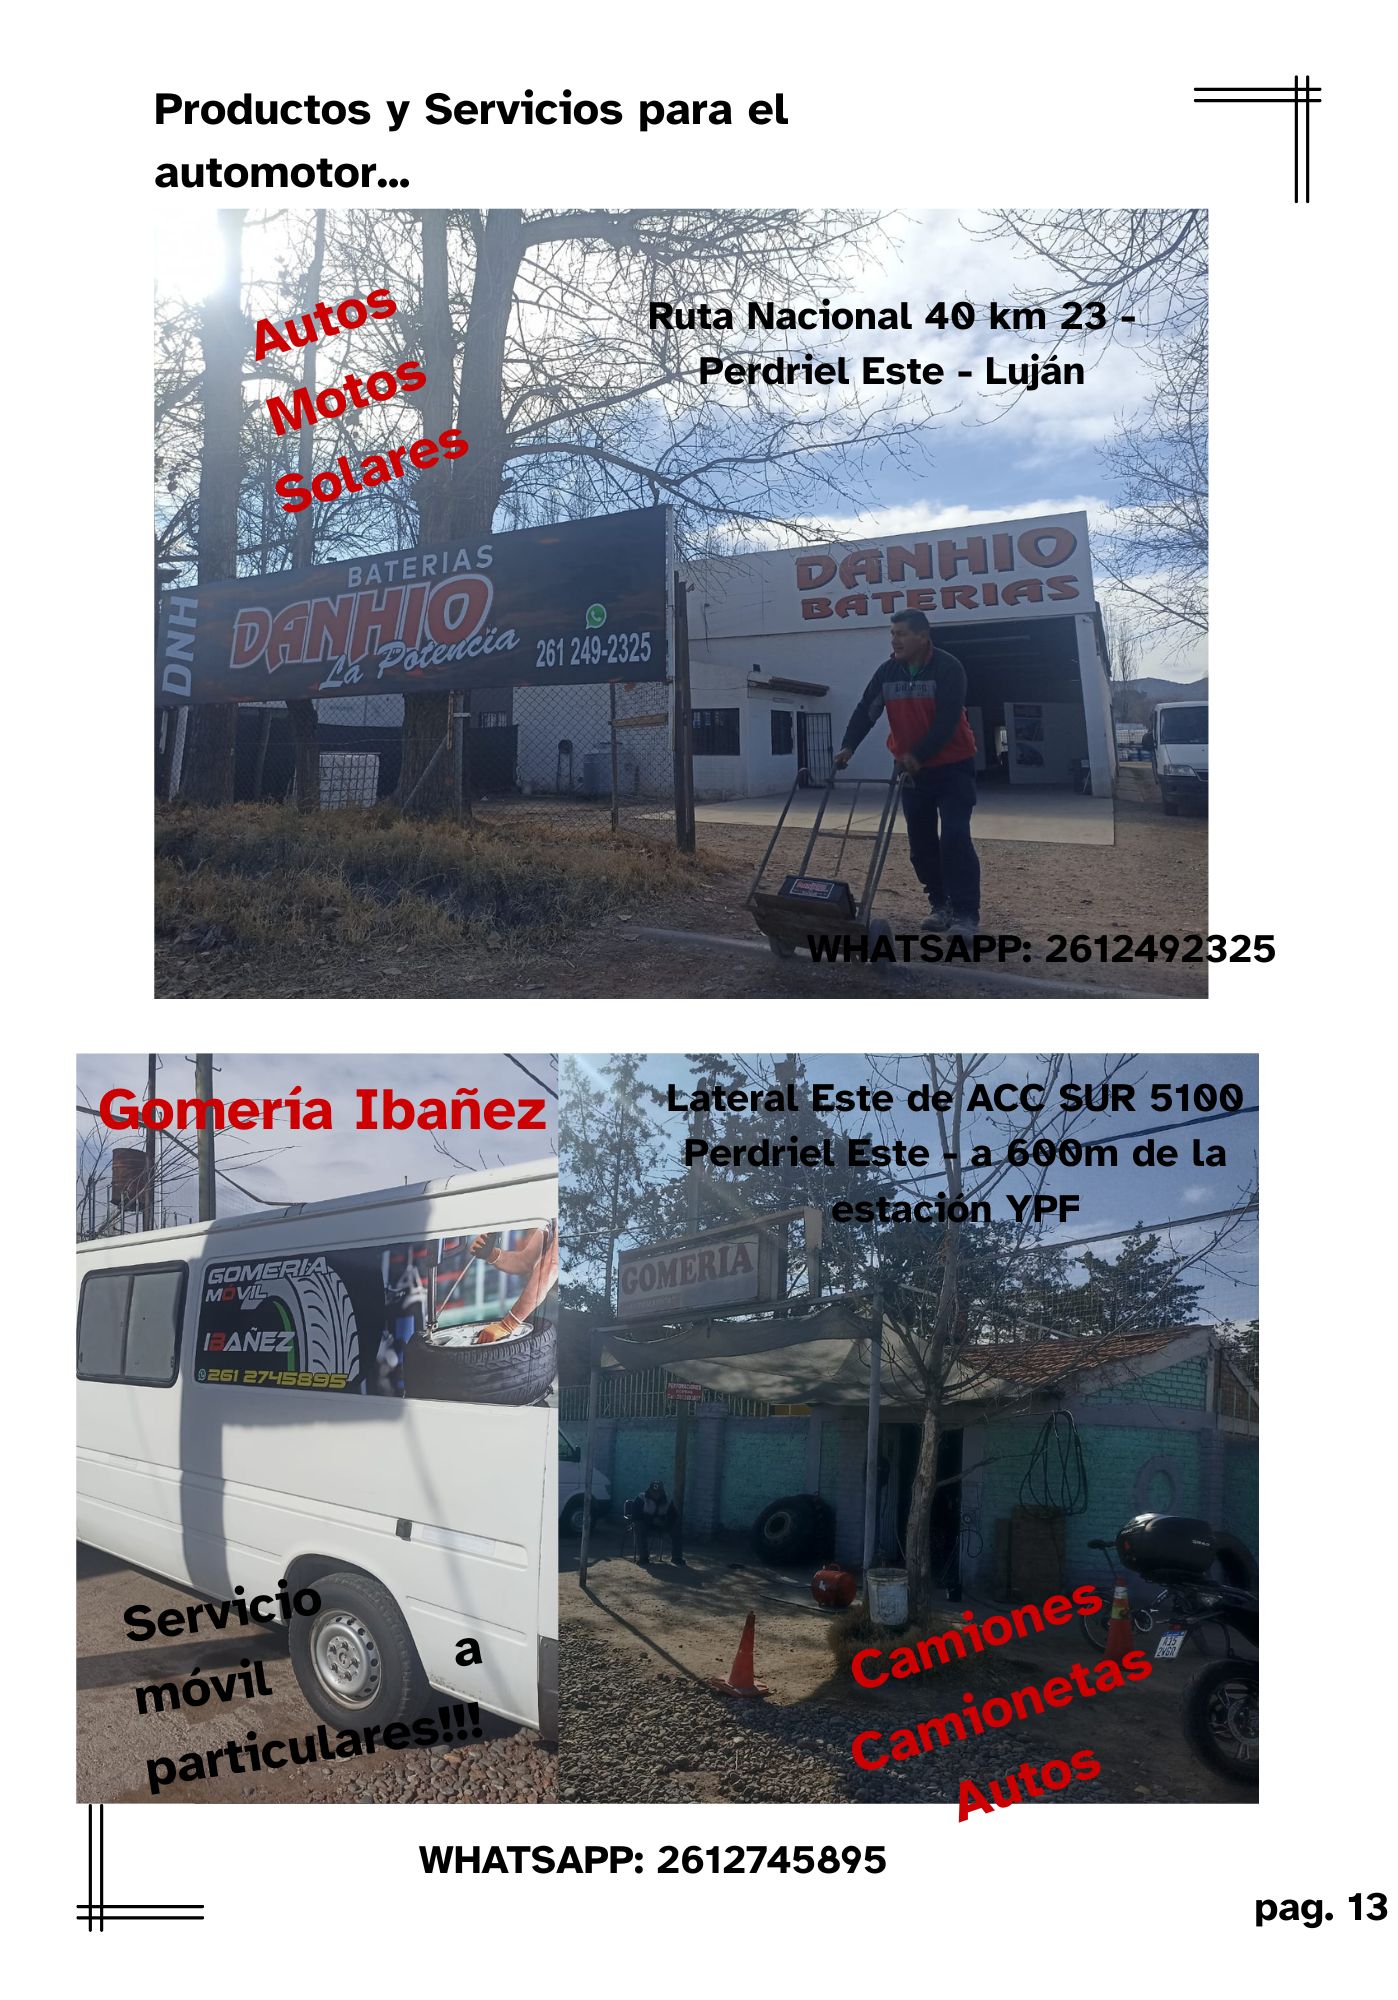 Productos y Servicios para el
automotor...
Autos
Motos
Solares
Ruta Nacional 40 km 23 -
Perdriel Este - Luján
DNH
BATERIAS
DANHIO
La Potencia
261 249-2325
DANHIO
BATERIAS
WHATSAPP: 2612492325
Gomería Ibañez
Lateral Este de ACC SUR 5100
Perdriel Este - a 600m de la
estación YPF
GOMERIA
MÓVIL
IBAÑEZ
261 2745895
GOMERIA
PERFORACIONES
Servicio
móvil a
particulares!!!
Camiones
Camionetas
Autos
WHATSAPP: 2612745895
pag. 13